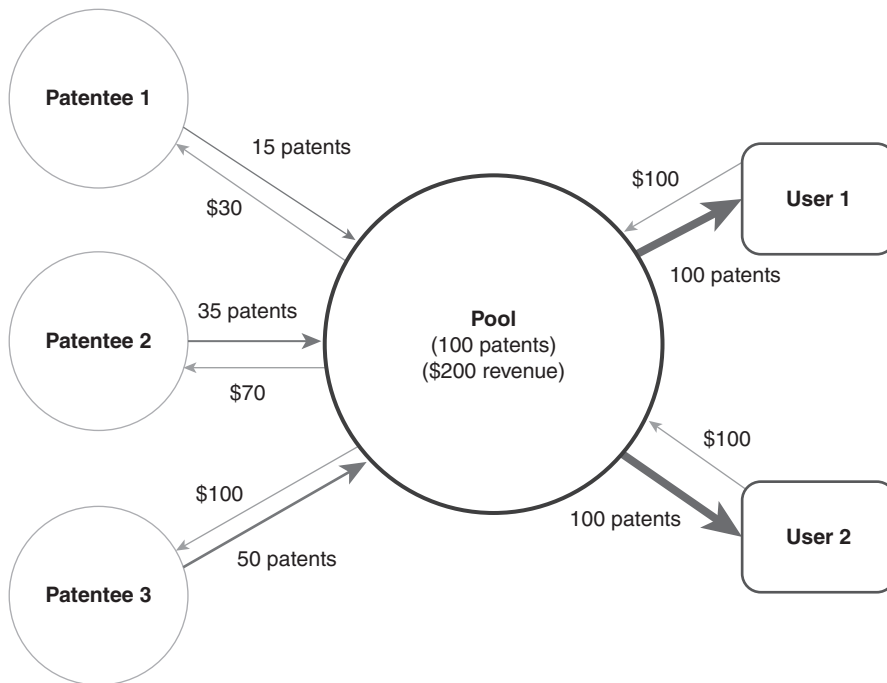 Patentee 1
15 patents
$30
Patentee 2
35 patents
$70
Patentee 3
$100
50 patents
Pool
(100 patents)
($200 revenue)
$100
User 1
100 patents
$100
100 patents
User 2